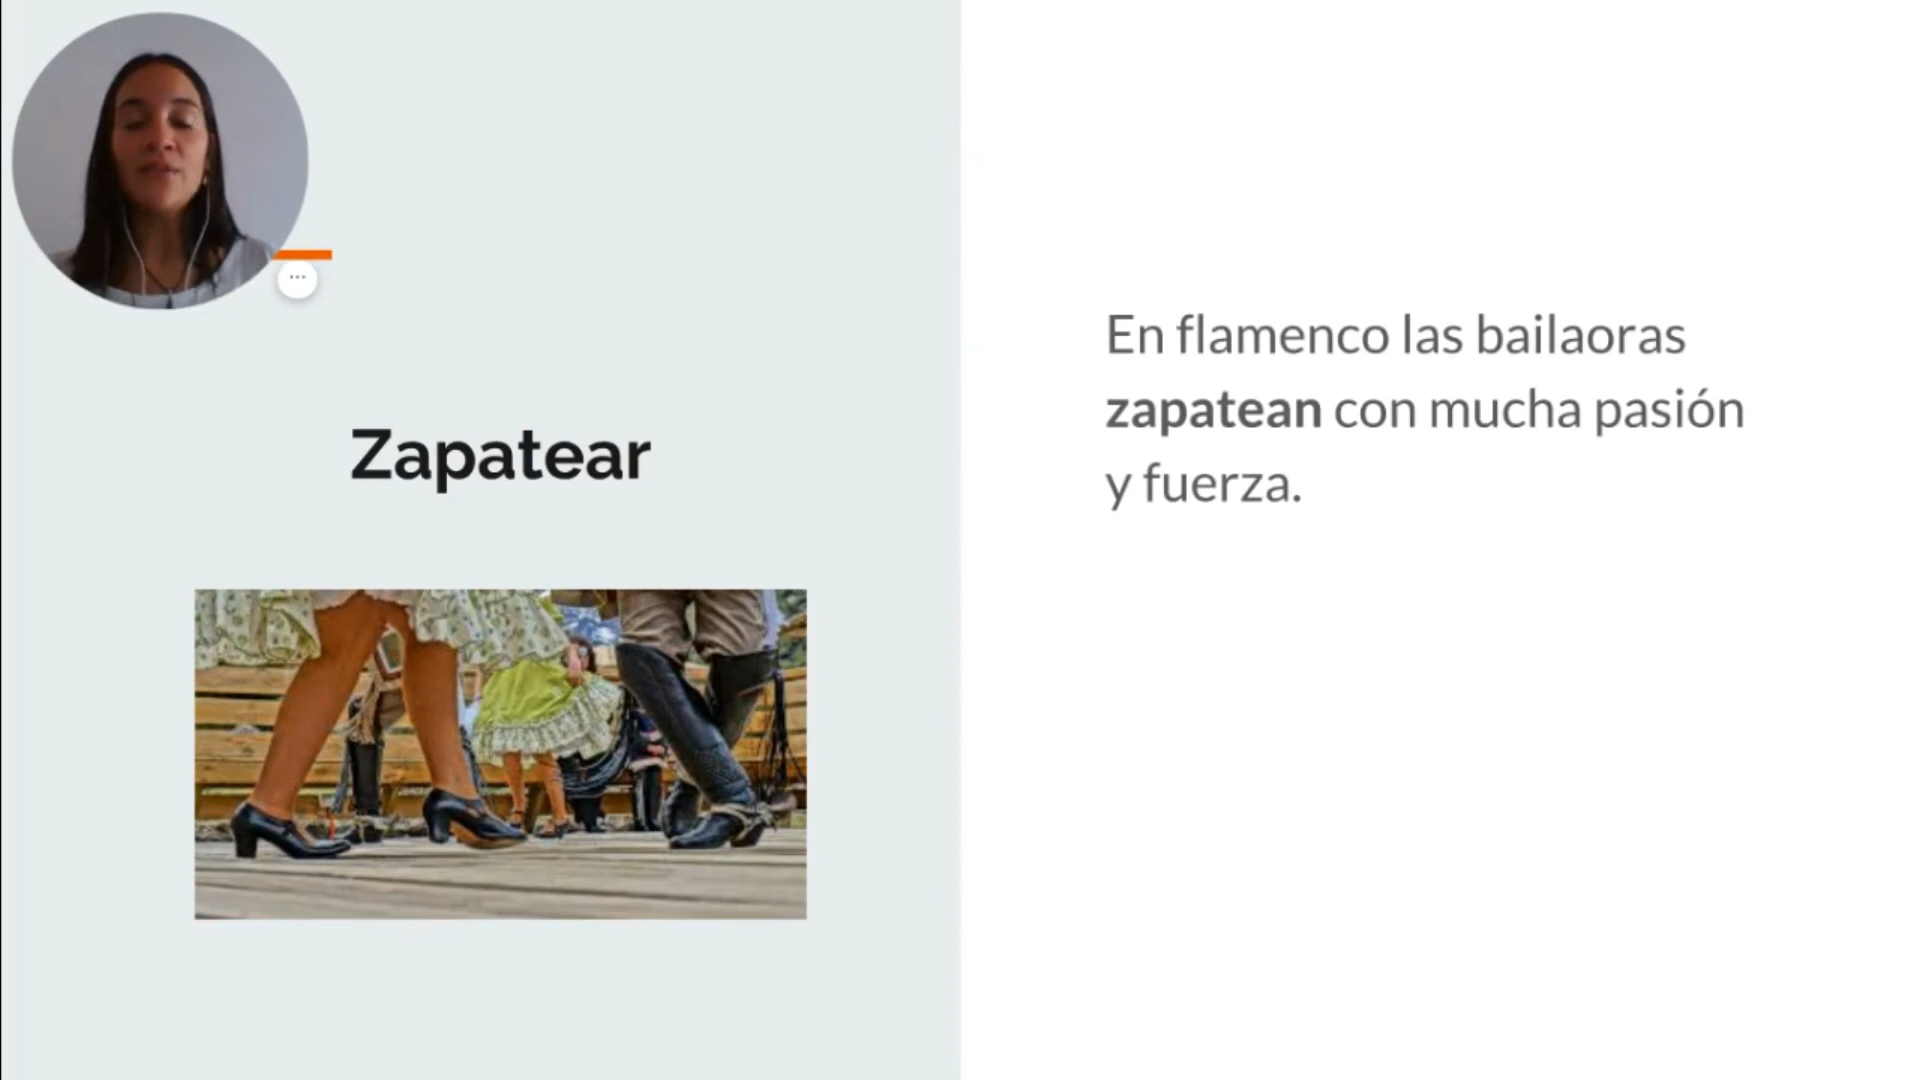 Zapatear
En flamenco las bailaoras
zapatean con mucha pasión
y fuerza.